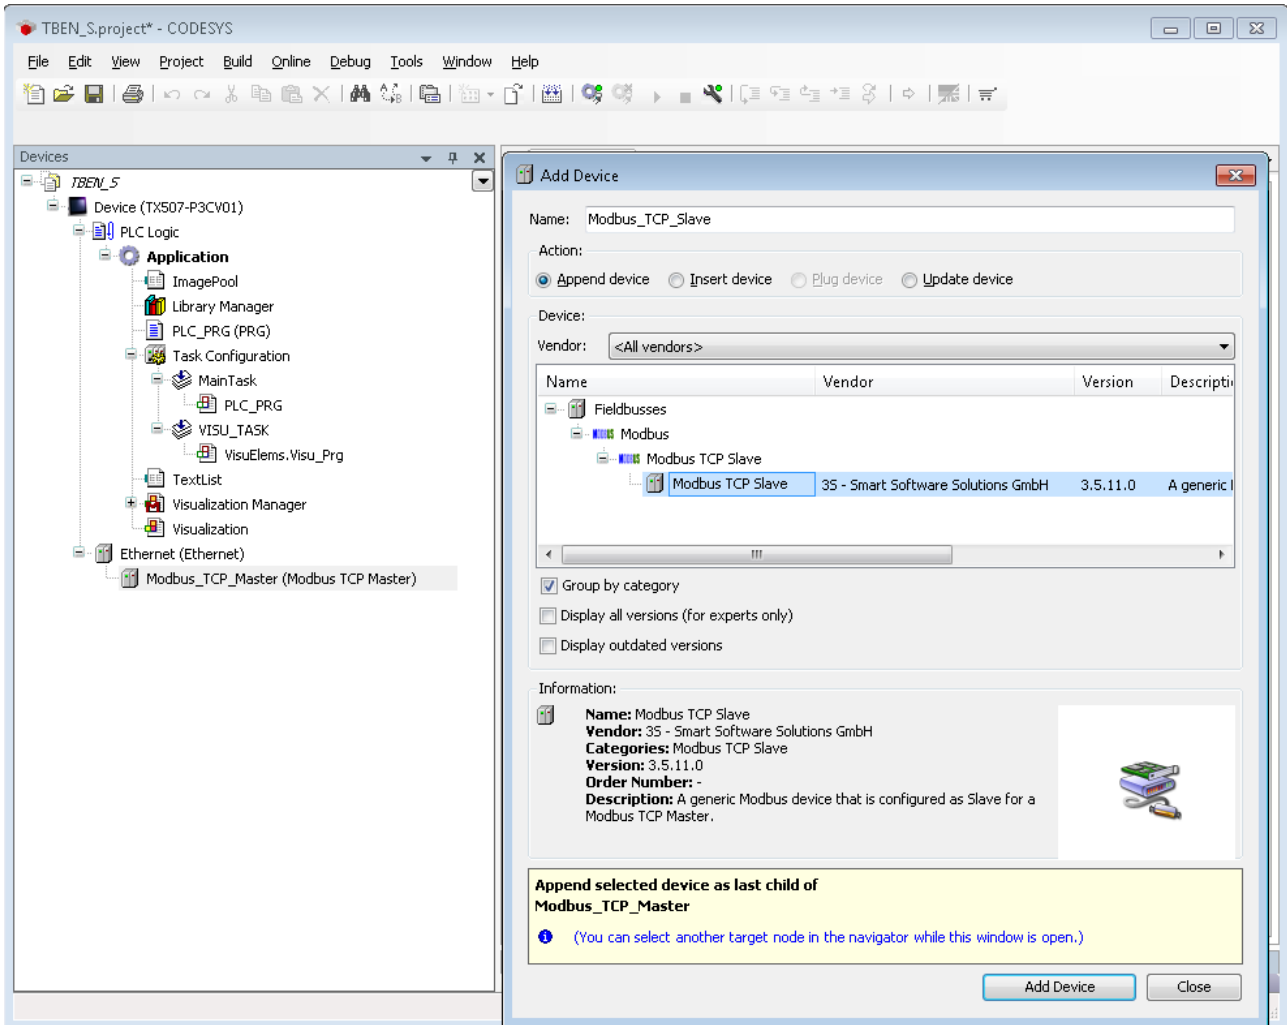 TBEN_S.project* - CODESYS
File Edit View Project Build Online Debug Tools Window Help
Devices
TBEN_S
Device (TX507-P3CV01)
PLC Logic
Application
ImagePool
Library Manager
PLC_PRG (PRG)
Task Configuration
MainTask
PLC_PRG
VISU_TASK
VisuElems.Visu_Prg
TextList
Visualization Manager
Visualization
Ethernet (Ethernet)
Modbus_TCP_Master (Modbus TCP Master)
Add Device
Name: Modbus_TCP_Slave
Action:
Append device Insert device Plug device Update device
Device:
Vendor: <All vendors>
Name Vendor Version Descripti
Fieldbusses
MODBUS Modbus
MODBUS Modbus TCP Slave
Modbus TCP Slave 3S - Smart Software Solutions GmbH 3.5.11.0 A generic
Group by category
Display all versions (for experts only)
Display outdated versions
Information:
Name: Modbus TCP Slave
Vendor: 3S - Smart Software Solutions GmbH
Categories: Modbus TCP Slave
Version: 3.5.11.0
Order Number: -
Description: A generic Modbus device that is configured as Slave for a
Modbus TCP Master.
Append selected device as last child of
Modbus_TCP_Master
(You can select another target node in the navigator while this window is open.)
Add Device Close